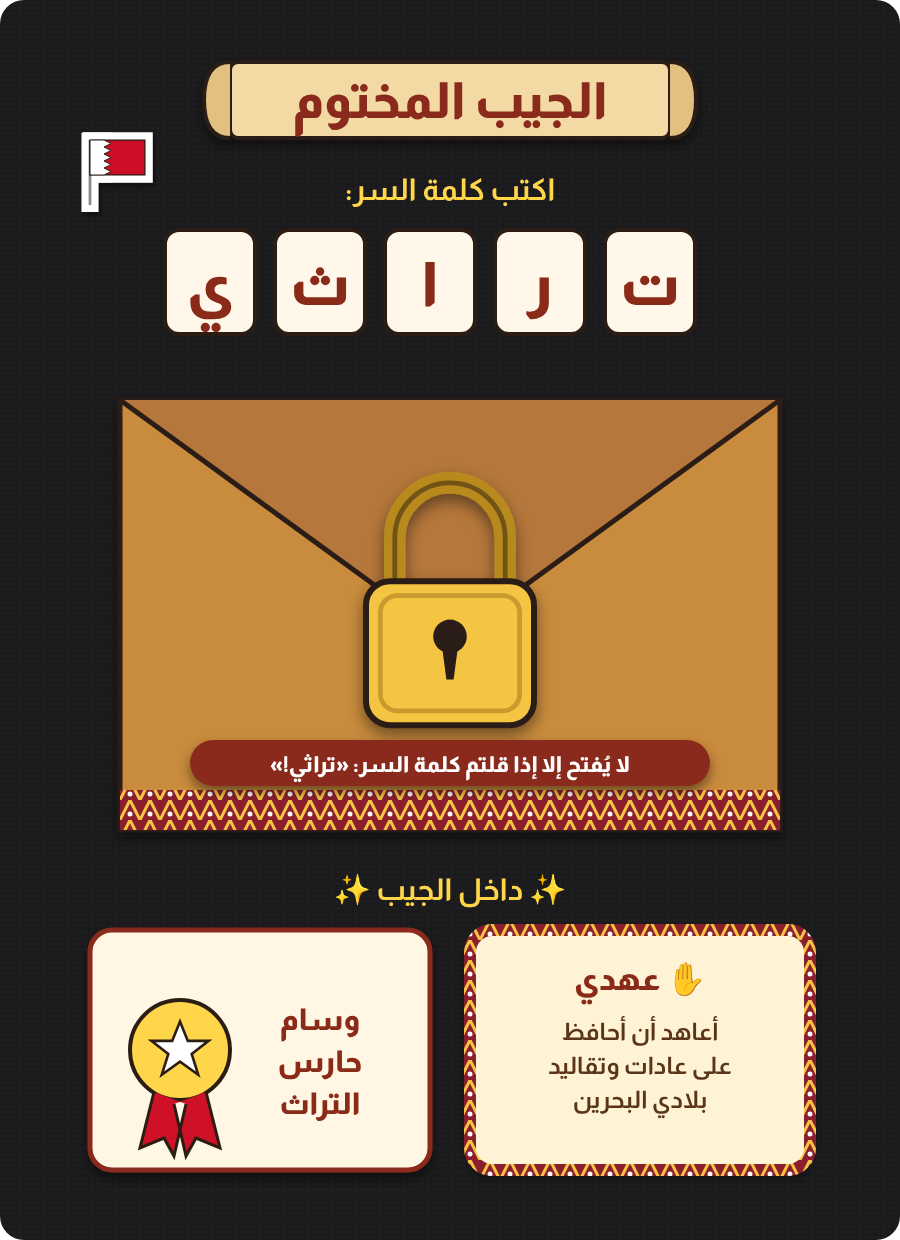 الجيب المختوم
اكتب كلمة السر:
ت ر ا ث ي
لا يُفتح إلا إذا قلتم كلمة السر: «تراثي!»
✨ داخل الجيب ✨
✋ عهدي
أعاهد أن أحافظ
على عادات وتقاليد
بلادي البحرين
وسام
حارس
التراث